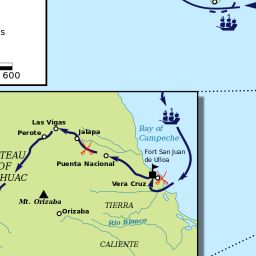 s
600
Las Vigas
Perote
Jalapa
Bay of
Campeche
TEAU
OF
HUAC
Puente Nacional
Fort San Juan
de Ulloa
Vera Cruz
Mt. Orizaba
Orizaba
TIERRA
Rio Blanco
CALIENTE